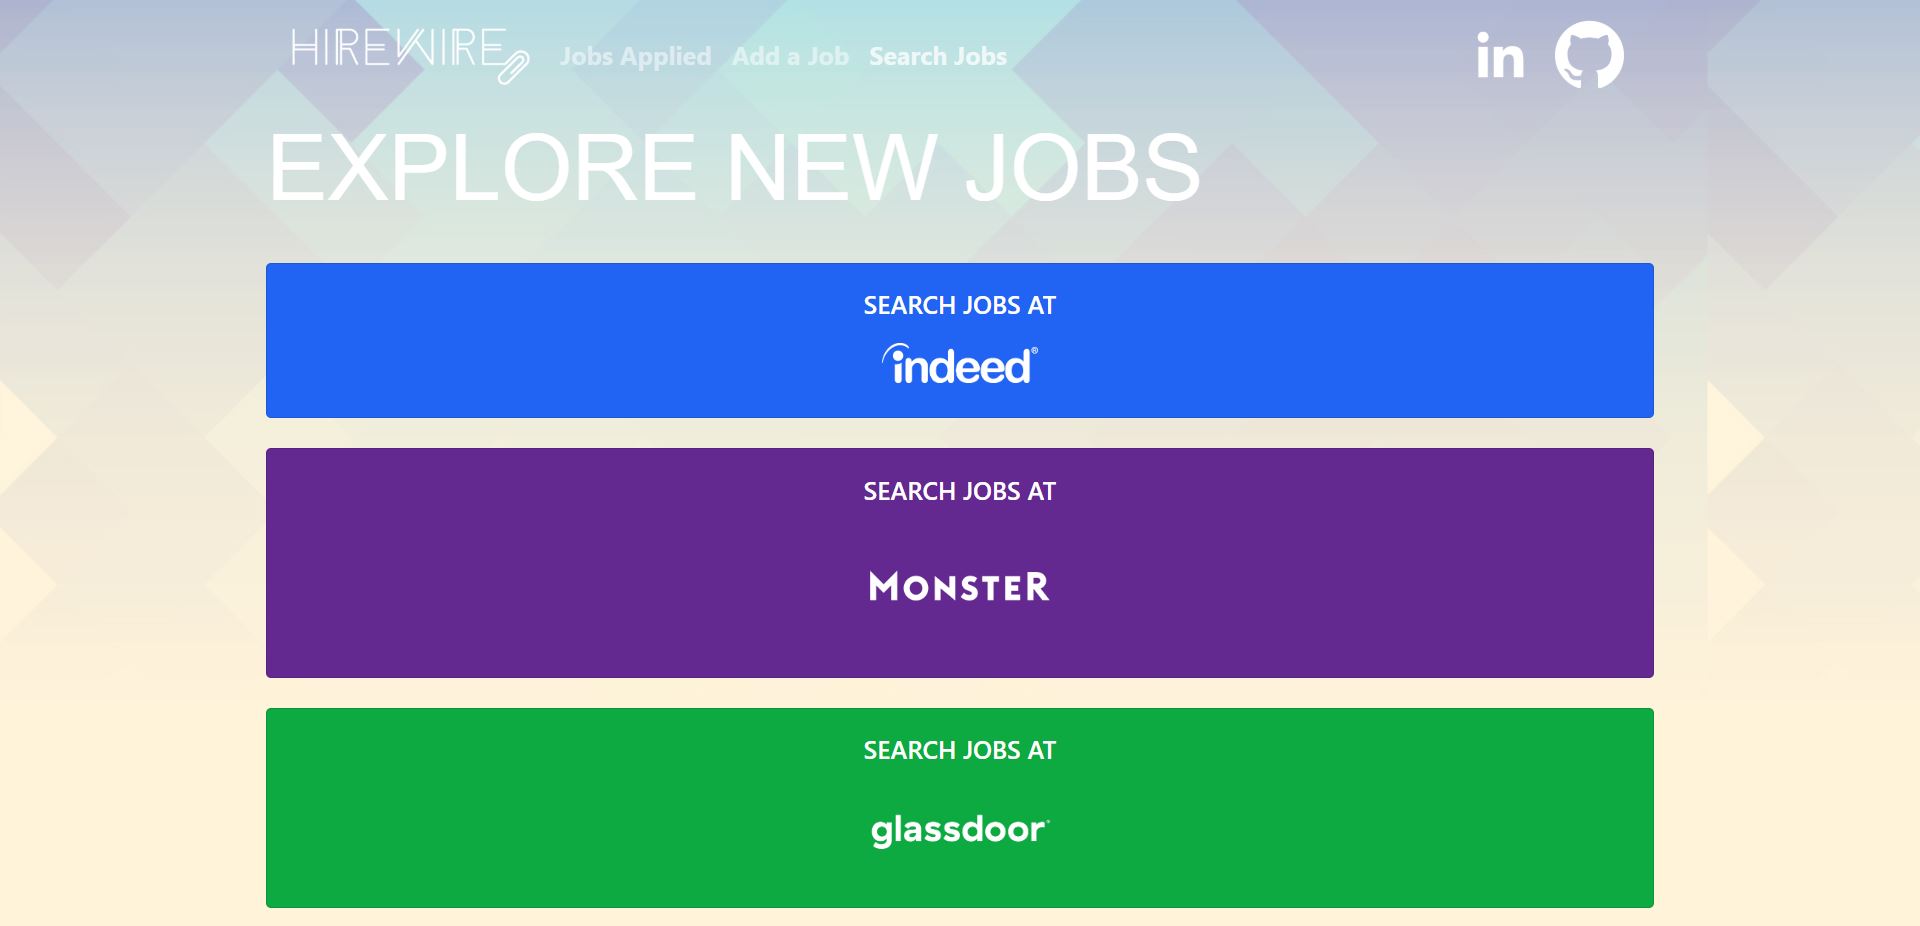 HIREWIRE Jobs Applied Add a Job Search Jobs in
EXPLORE NEW JOBS
SEARCH JOBS AT
indeed®
SEARCH JOBS AT
MONSTER
SEARCH JOBS AT
glassdoor